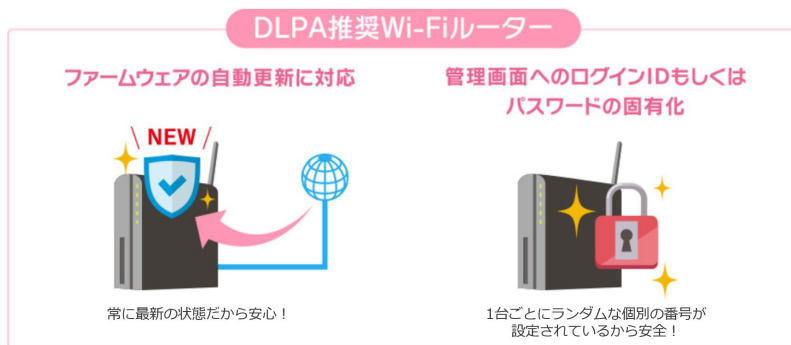 DLPA推奨Wi-Fiルーター
ファームウェアの自動更新に対応
NEW
常に最新の状態だから安心！
管理画面へのログインIDもしくは
パスワードの固有化
1台ごとにランダムな個別の番号が
設定されているから安全！